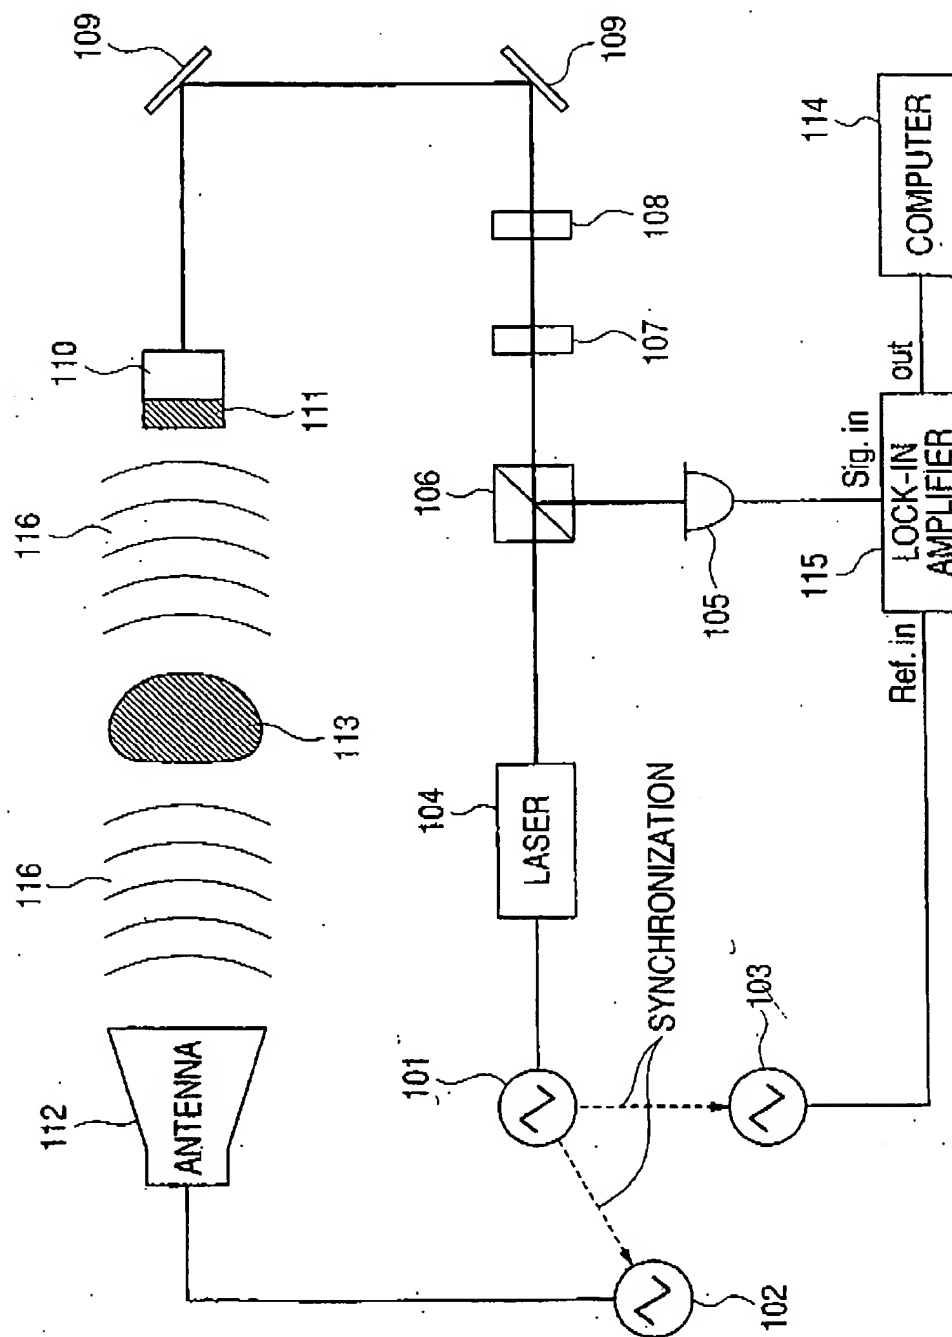 109
109
110
111
116
116
113
112
ANTENNA
108
107
106
105
104
LASER
101
SYNCHRONIZATION
103
102
114
COMPUTER
out
Sig. in
LOCK-IN
AMPLIFIER
115
Ref. in